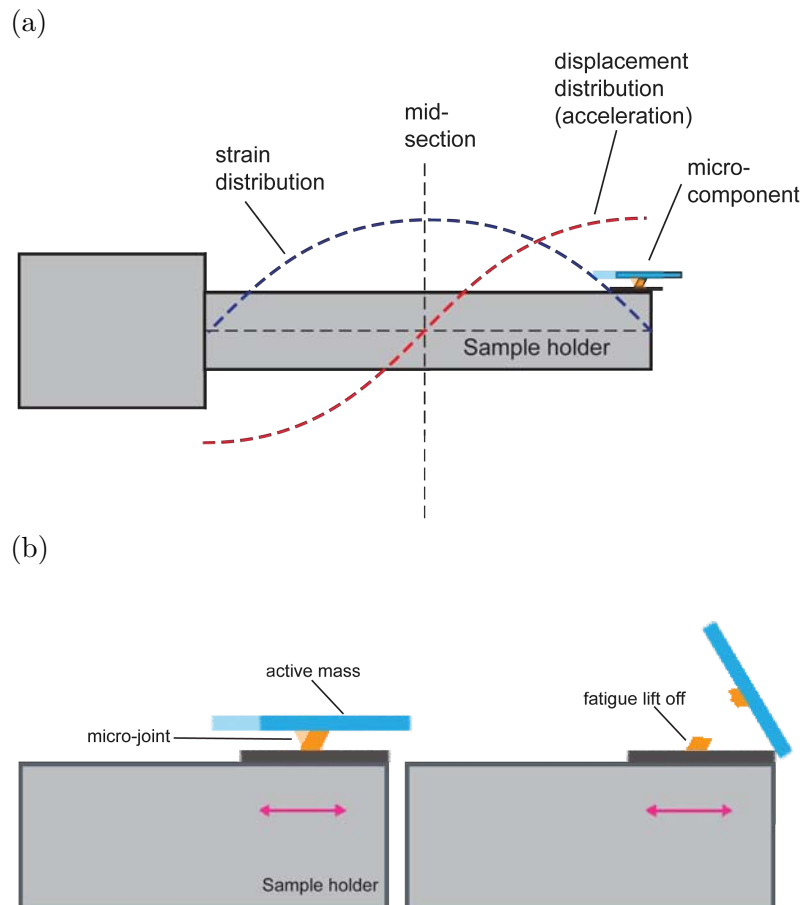 (a)
displacement
distribution
(acceleration)
mid-
section
strain
distribution
micro-
component
Sample holder
(b)
active mass
micro-joint
fatigue lift off
Sample holder